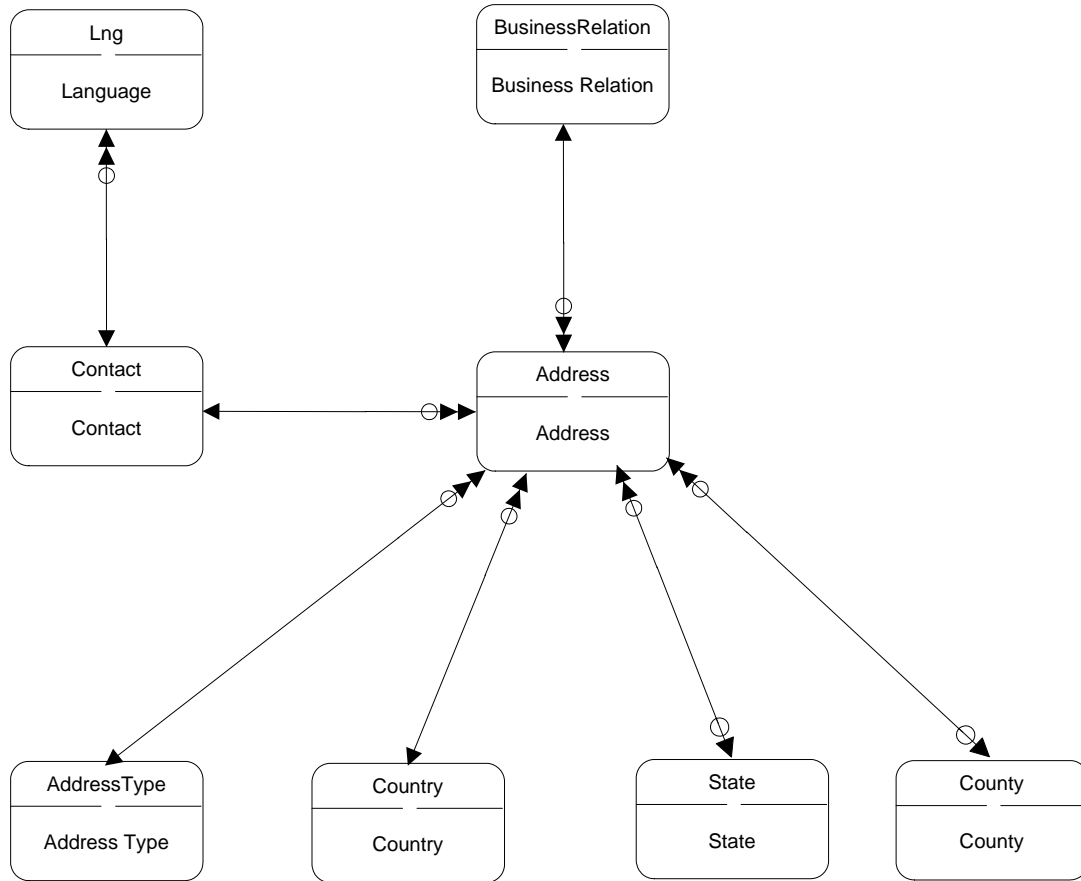 Lng
Language
BusinessRelation
Business Relation
Contact
Contact
Address
Address
AddressType
Address Type
Country
Country
State
State
County
County